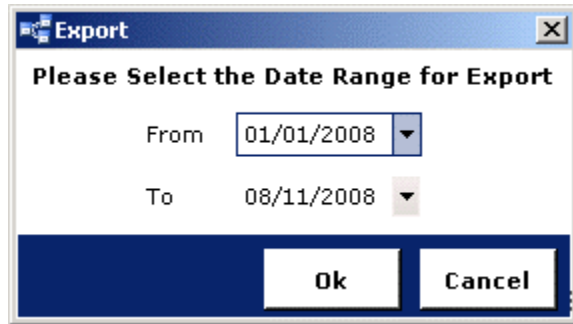 Export
Please Select the Date Range for Export
From 01/01/2008
To 08/11/2008
Ok Cancel